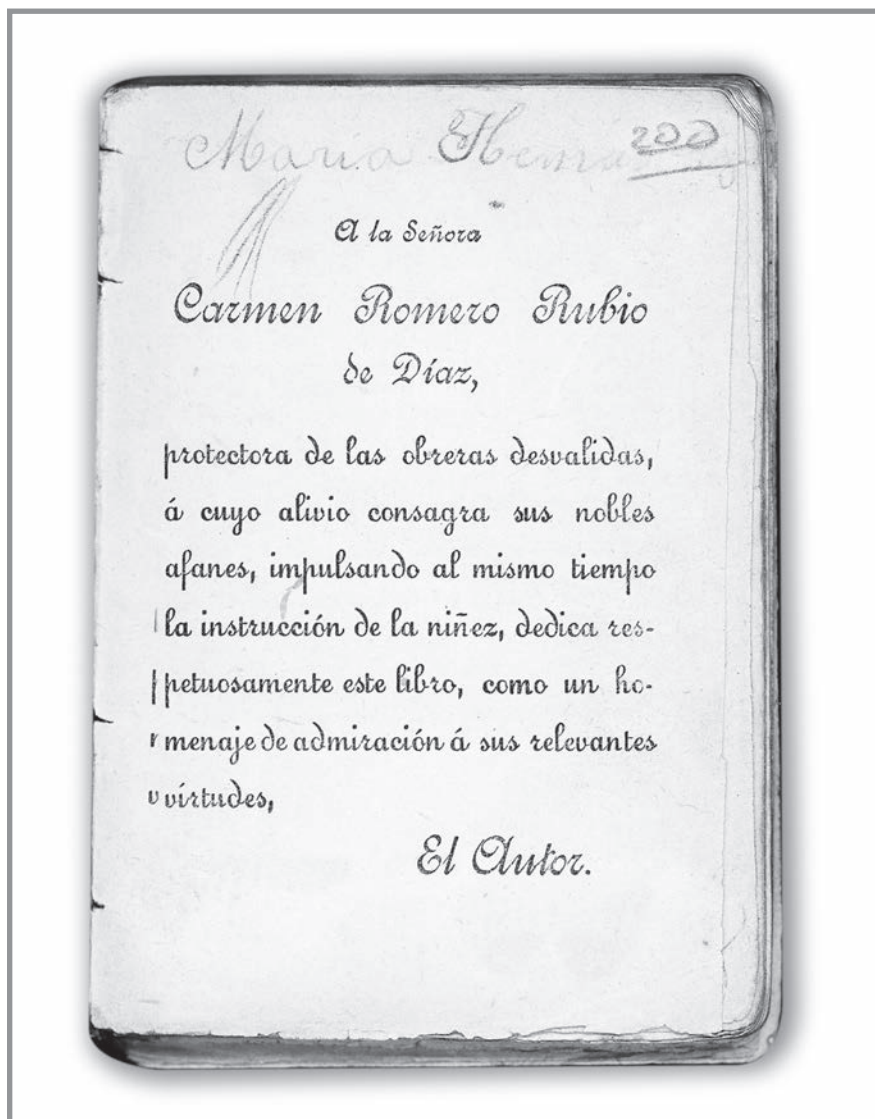 Maria
200
A la Señora
Carmen Romero Rubio
de Díaz,
protectora de las obreras desvalidas,
á cuyo alivio consagra sus nobles
afanes, impulsando al mismo tiempo
la instrucción de la niñez, dedica res-
petuosamente este libro, como un ho-
menaje de admiración á sus relevantes
virtudes,
El Autor.